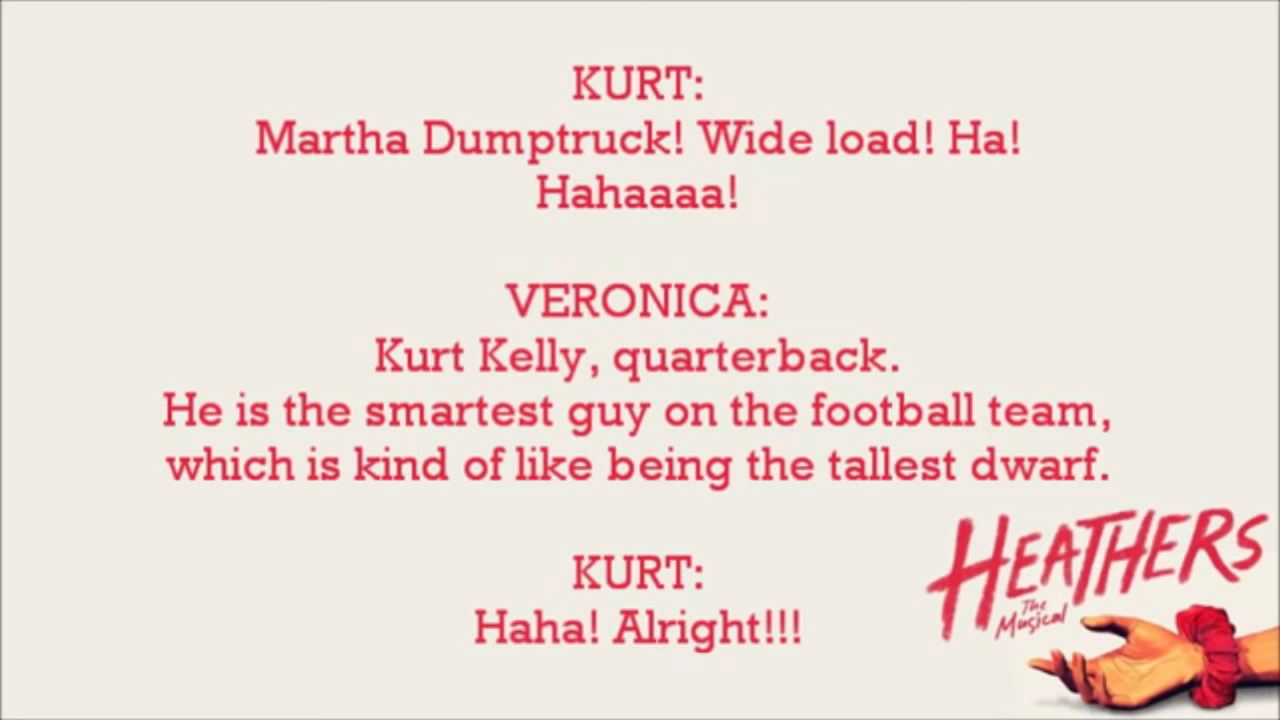 KURT:
Martha Dumptruck! Wide load! Ha!
Hahaaaa!
VERONICA:
Kurt Kelly, quarterback.
He is the smartest guy on the football team,
which is kind of like being the tallest dwarf.
KURT:
Haha! Alright!!!
HEATHERS
The
Musical